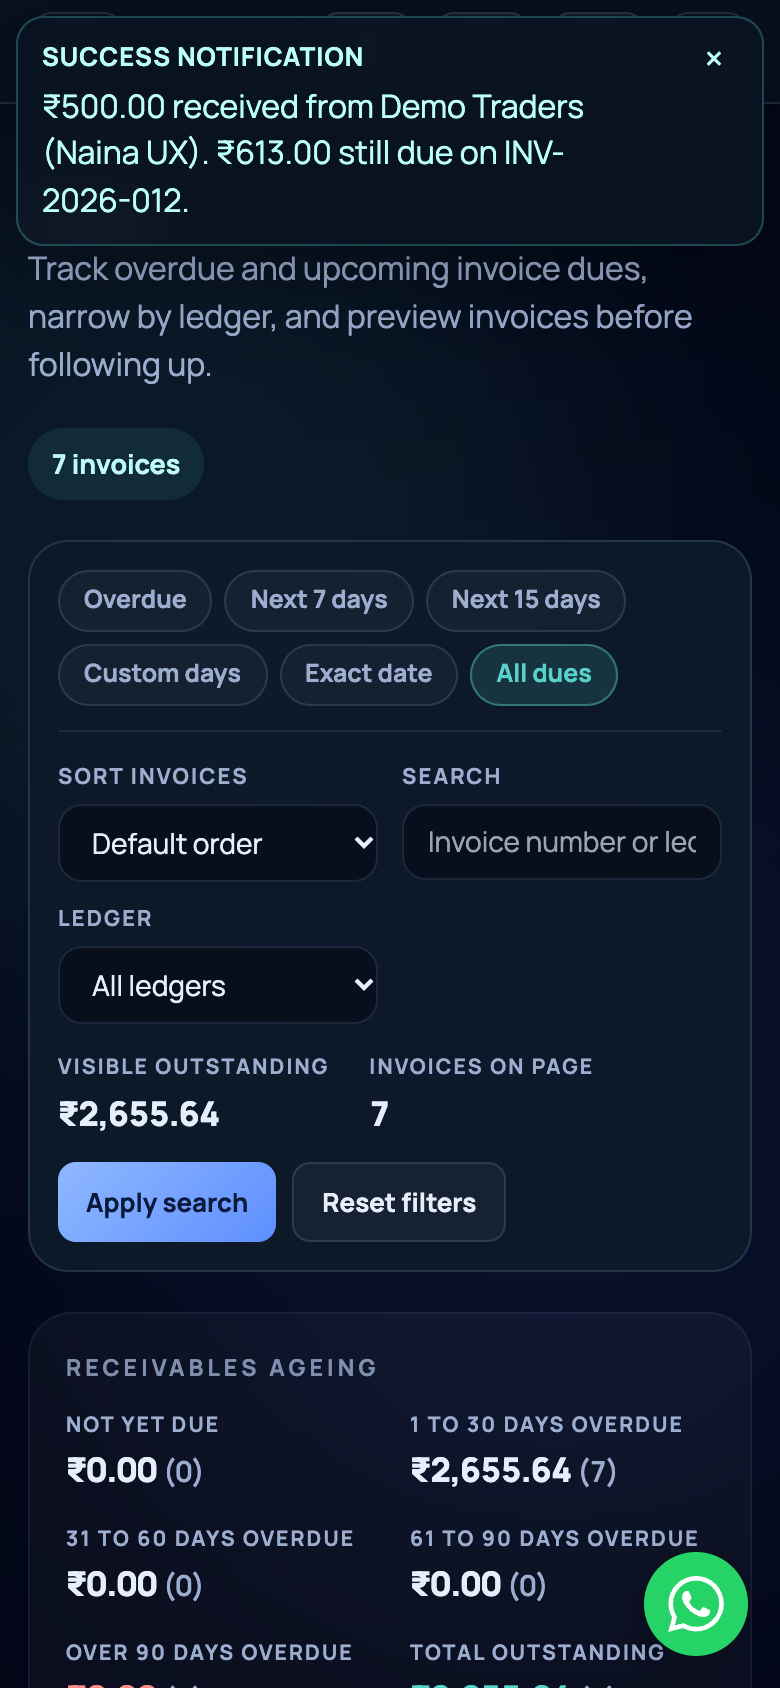 SUCCESS NOTIFICATION ×
₹500.00 received from Demo Traders
(Naina UX). ₹613.00 still due on INV-
2026-012.
Track overdue and upcoming invoice dues,
narrow by ledger, and preview invoices before
following up.
7 invoices
Overdue Next 7 days Next 15 days
Custom days Exact date All dues
SORT INVOICES SEARCH
Default order Invoice number or led
LEDGER
All ledgers
VISIBLE OUTSTANDING INVOICES ON PAGE
₹2,655.64 7
Apply search Reset filters
RECEIVABLES AGEING
NOT YET DUE 1 TO 30 DAYS OVERDUE
₹0.00 (0) ₹2,655.64 (7)
31 TO 60 DAYS OVERDUE 61 TO 90 DAYS OVERDUE
₹0.00 (0) ₹0.00 (0)
OVER 90 DAYS OVERDUE TOTAL OUTSTANDING